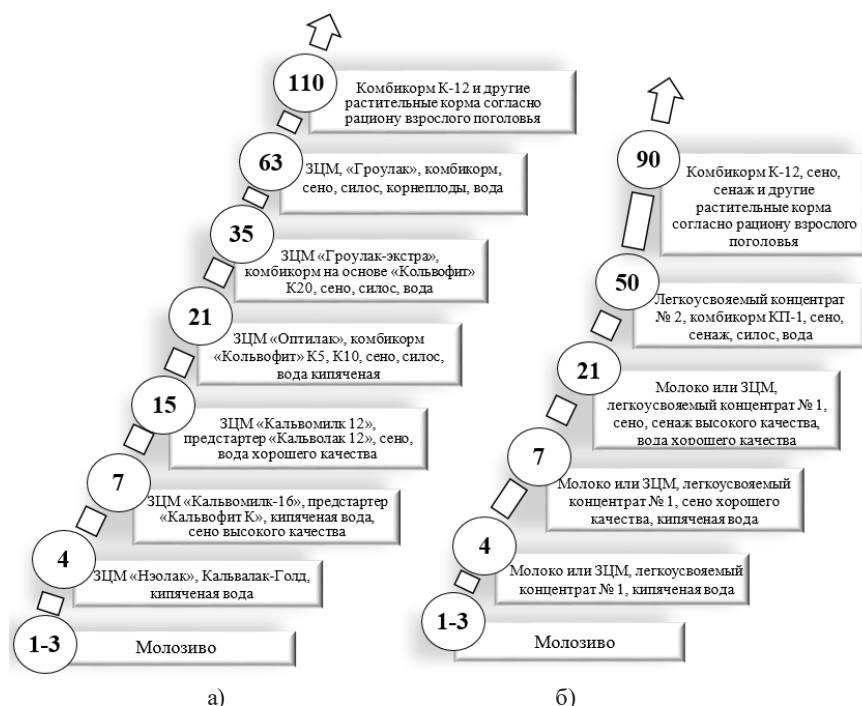 110
Комбикорм К-12 и другие
растительные корма согласно
рациону взрослого поголовья
63
ЗЦМ, «Гроулак», комбикорм,
сено, силос, корнеплоды, вода
35
ЗЦМ «Гроулак-экстра»,
комбикорм на основе «Кольвофит»
К20, сено, силос, вода
21
ЗЦМ «Оптилак», комбикорм
«Кольвофит» К5, К10, сено, силос,
вода кипяченая
15
ЗЦМ «Кальвомилк 12»,
предстартер «Кальволак 12», сено,
вода хорошего качества
7
ЗЦМ «Кальвомилк-16», предстартер
«Кальвофит К», кипяченая вода,
сено высокого качества
4
ЗЦМ «Нэолак», Кальвалак-Голд,
кипяченая вода
1-3
Молозиво
а)
90
Комбикорм К-12, сено,
сенаж и другие
растительные корма
согласно рациону взрослого
поголовья
50
Легкоусвояемый концентрат
№ 2, комбикорм КП-1, сено,
сенаж, силос, вода
21
Молоко или ЗЦМ,
легкоусвояемый концентрат № 1,
сено, сенаж высокого качества,
вода хорошего качества
7
Молоко или ЗЦМ, легкоусвояемый
концентрат № 1, сено хорошего
качества, кипяченая вода
4
Молоко или ЗЦМ, легкоусвояемый
концентрат № 1, кипяченая вода
1-3
Молозиво
б)